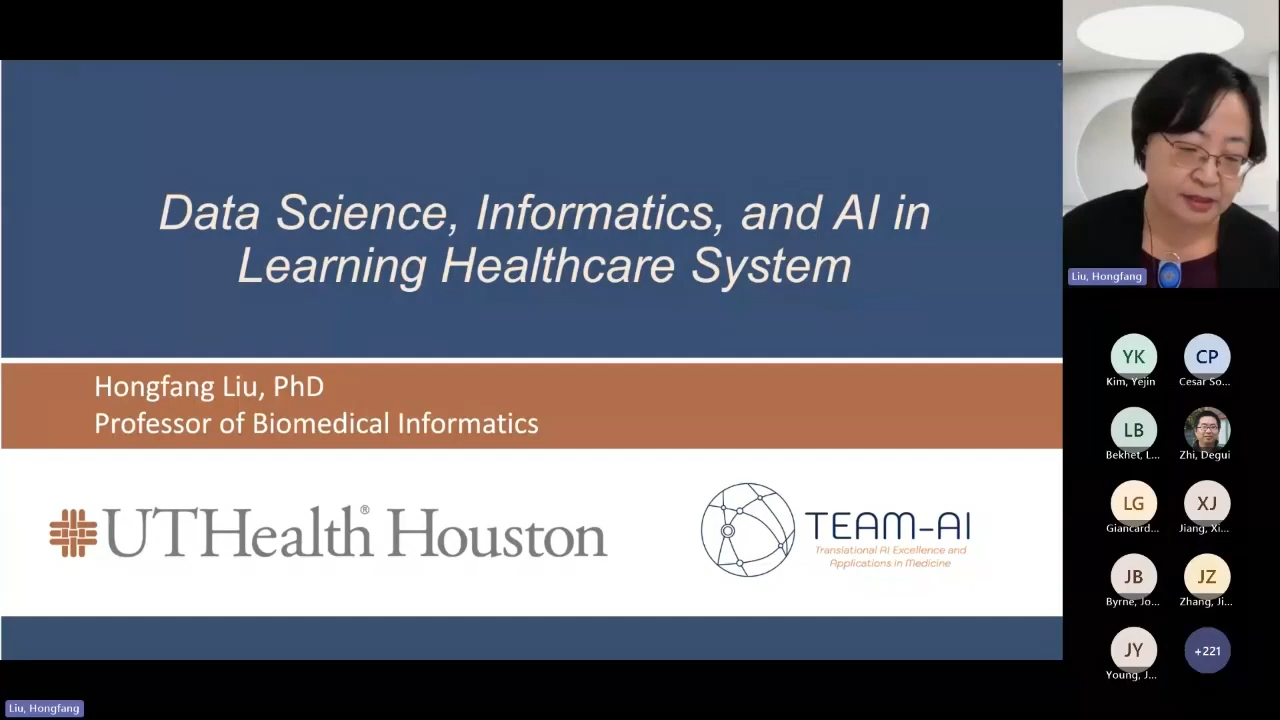 Data Science, Informatics, and AI in
Learning Healthcare System
Hongfang Liu, PhD
Professor of Biomedical Informatics
UTHealth® Houston
TEAM-AI
Translational AI Excellence and
Applications in Medicine
Liu, Hongfang
YK
CP
Kim, Yejin
Cesar So...
LB
Bekhet, L...
Zhi, Degui
LG
XJ
Giancard...
Jiang, Xi...
JB
JZ
Byrne, Jo...
Zhang, Ji...
JY
+221
Young, J...
Liu, Hongfang